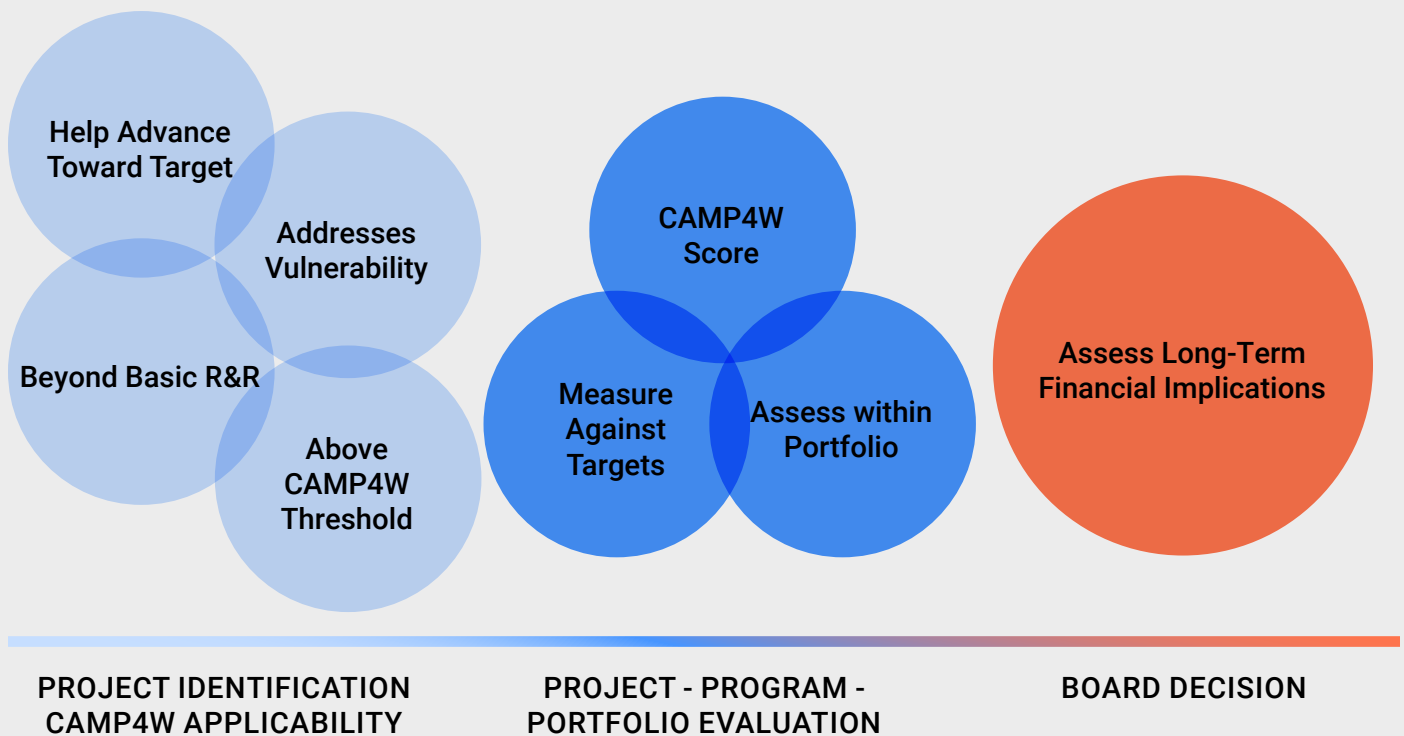 Help Advance
Toward Target
Addresses
Vulnerability
Beyond Basic R&R
Above
CAMP4W
Threshold
CAMP4W
Score
Measure
Against
Targets
Assess within
Portfolio
Assess Long-Term
Financial Implications
PROJECT IDENTIFICATION
CAMP4W APPLICABILITY
PROJECT - PROGRAM -
PORTFOLIO EVALUATION
BOARD DECISION